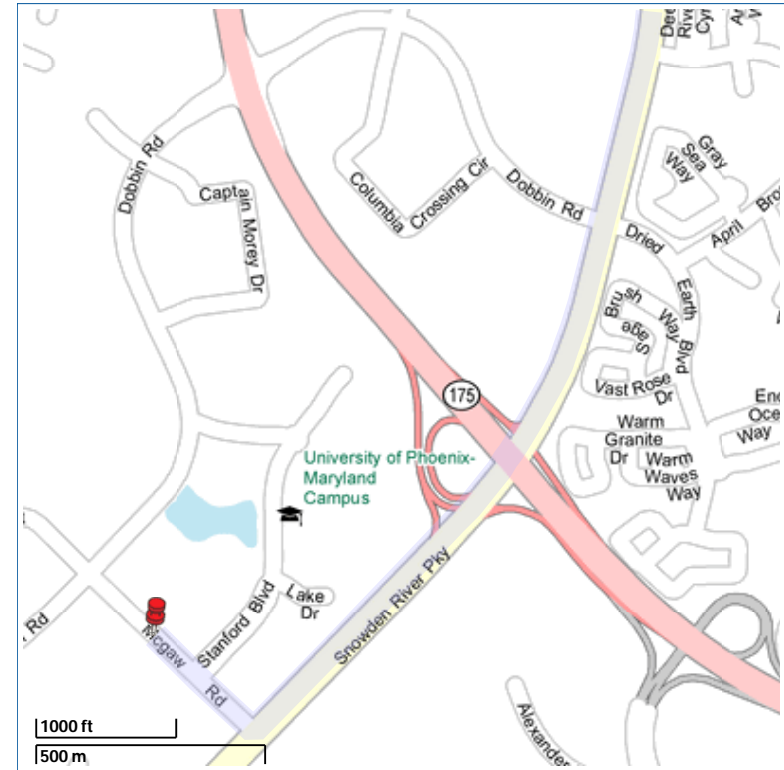 Dobbin Rd
Captain Morey Dr
Columbia
Crossing Cir
Dobbin Rd
Gray
Sea
Way
Dried
Earth
Blvd
April
Brush
Sage
Way
Vast Rose
Dr
175
Warm
Granite
Dr
Warm
Waves
Way
Way
University of Phoenix-
Maryland
Campus
Lake
Dr
Stanford Blvd
Snowden River Pky
Mcgaw
Rd
Rd
Alexander
1000 ft
500 m